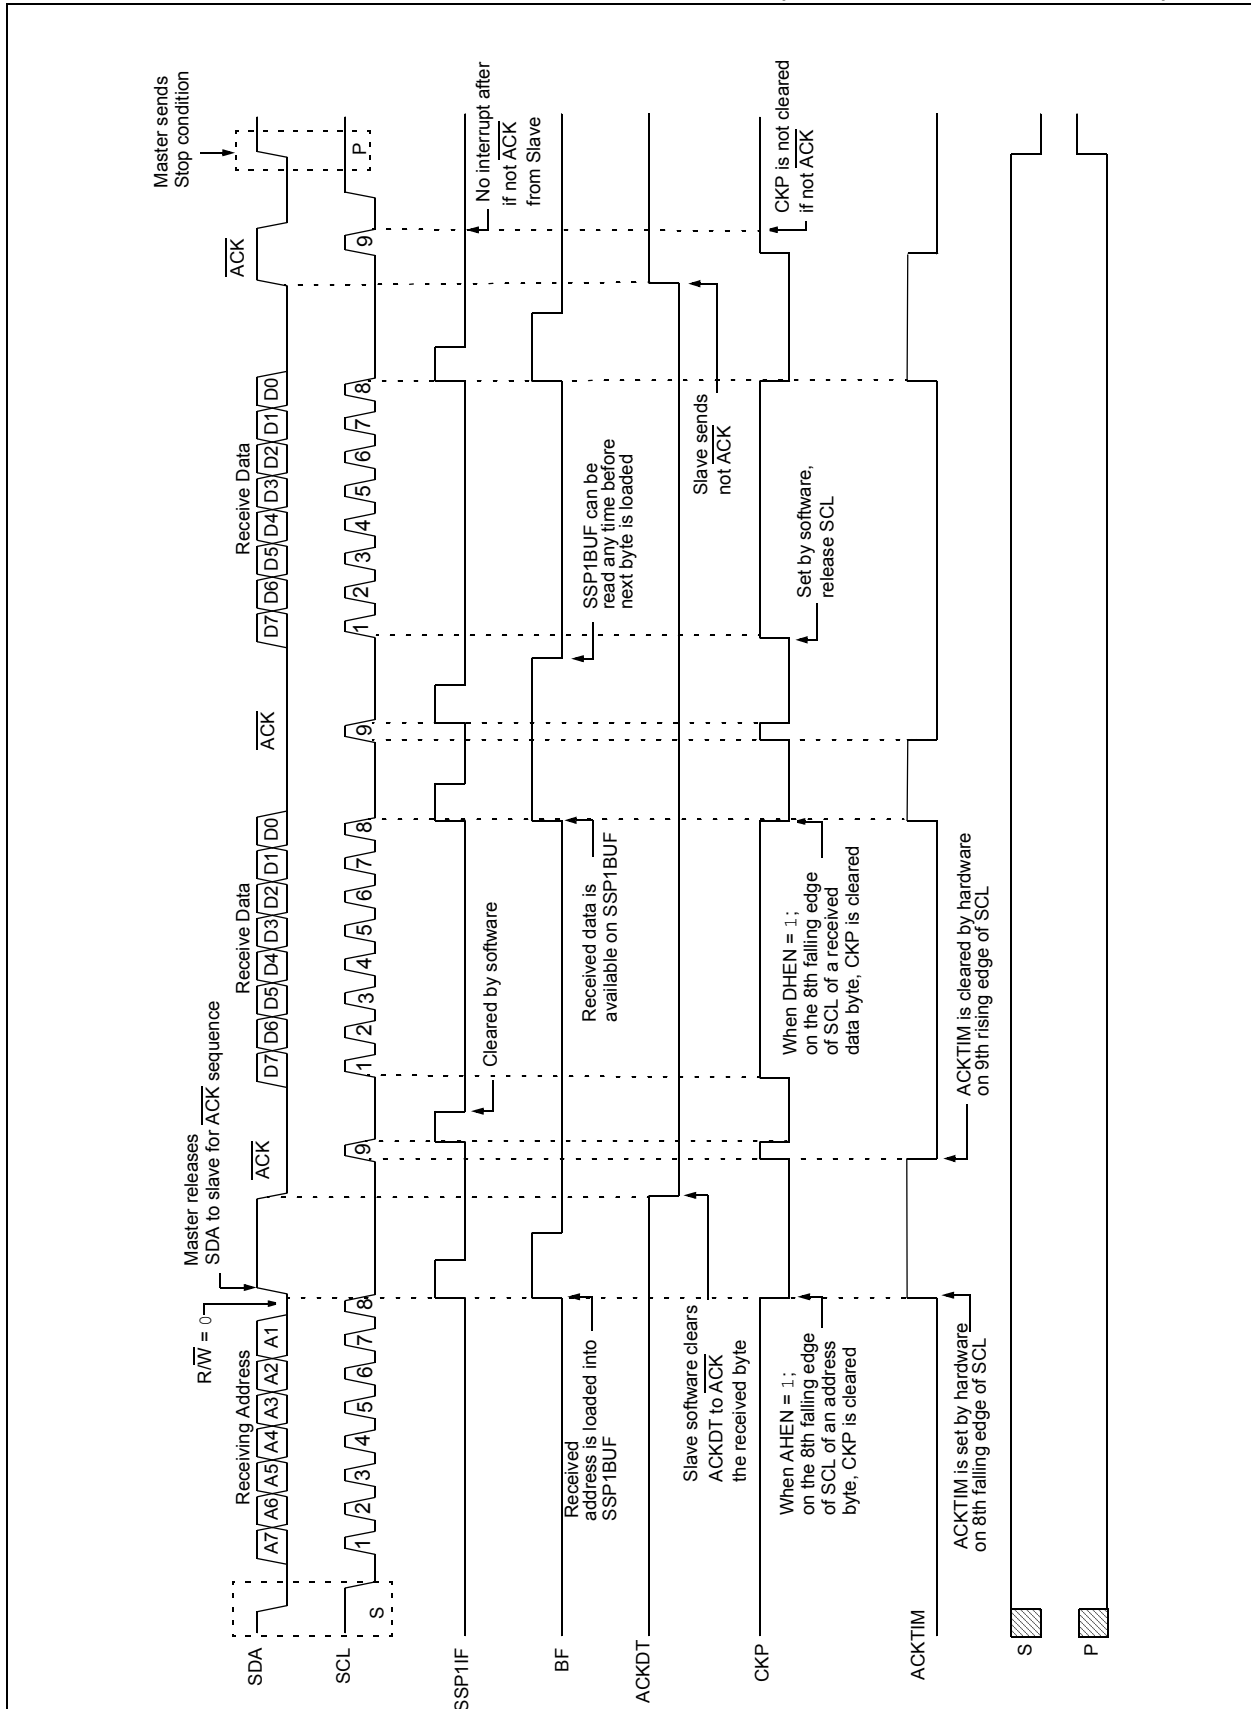 Master sends
Stop condition
Master releases
SDA to slave for ACK sequence
R/W = 0
Receiving Address
ACK
Receive Data
ACK
Receive Data
ACK
SDA
A7 A6 A5 A4 A3 A2 A1
D7 D6 D5 D4 D3 D2 D1 D0
D7 D6 D5 D4 D3 D2 D1 D0
SCL
S
1 2 3 4 5 6 7 8 9
1 2 3 4 5 6 7 8 9
1 2 3 4 5 6 7 8 9
P
SSP1IF
Cleared by software
No interrupt after
if not ACK
from Slave
BF
Received
address is loaded into
SSP1BUF
Received data is
available on SSP1BUF
SSP1BUF can be
read any time before
next byte is loaded
ACKDT
Slave software clears
ACKDT to ACK
the received byte
Slave sends
not ACK
CKP
When AHEN = 1;
on the 8th falling edge
of SCL of an address
byte, CKP is cleared
When DHEN = 1;
on the 8th falling edge
of SCL of a received
data byte, CKP is cleared
Set by software,
release SCL
CKP is not cleared
if not ACK
ACKTIM
ACKTIM is set by hardware
on 8th falling edge of SCL
ACKTIM is cleared by hardware
on 9th rising edge of SCL
S
P